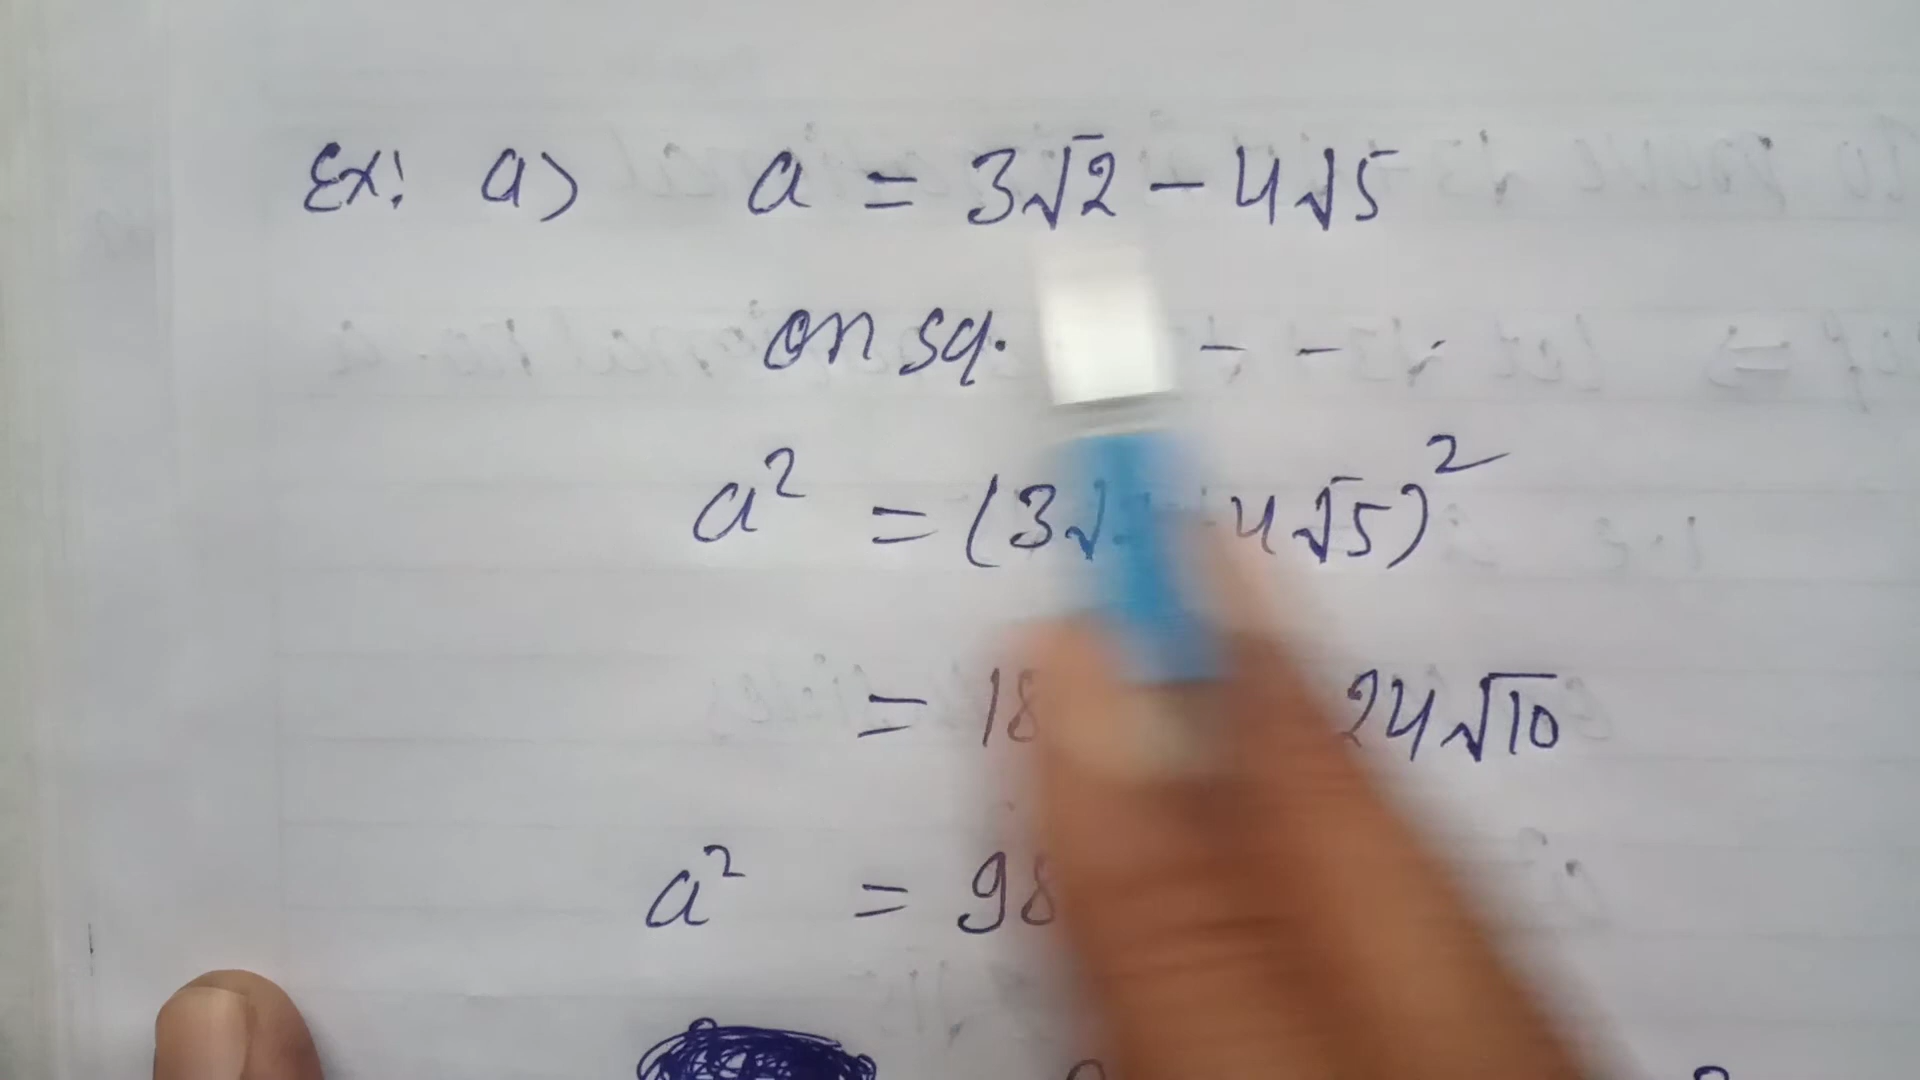 Ex: a) a = 3√2 - 4√5
on sq. - - .
a² = (3√ 4√5)²
= 18 24√10
a² = 98